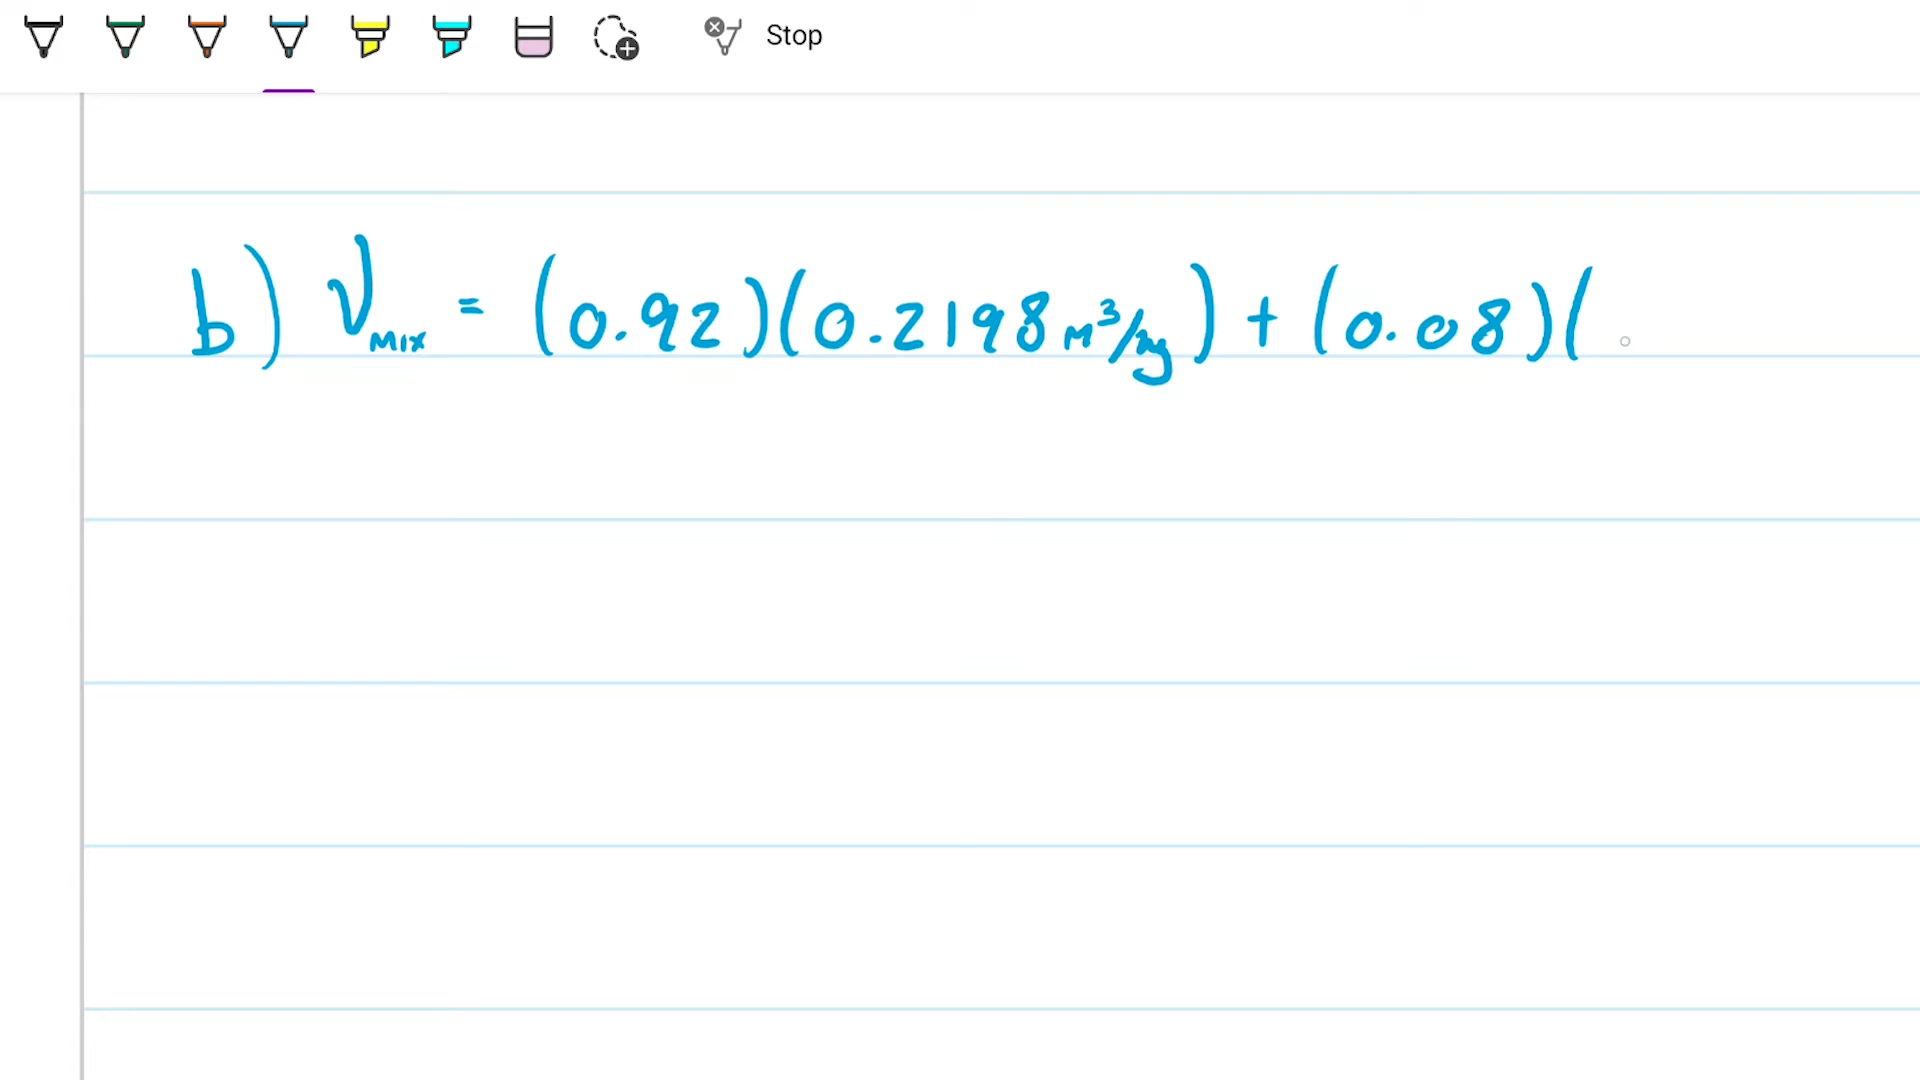 Stop
b) V_mix = (0.92)(0.2198 m³/kg) + (0.08)(